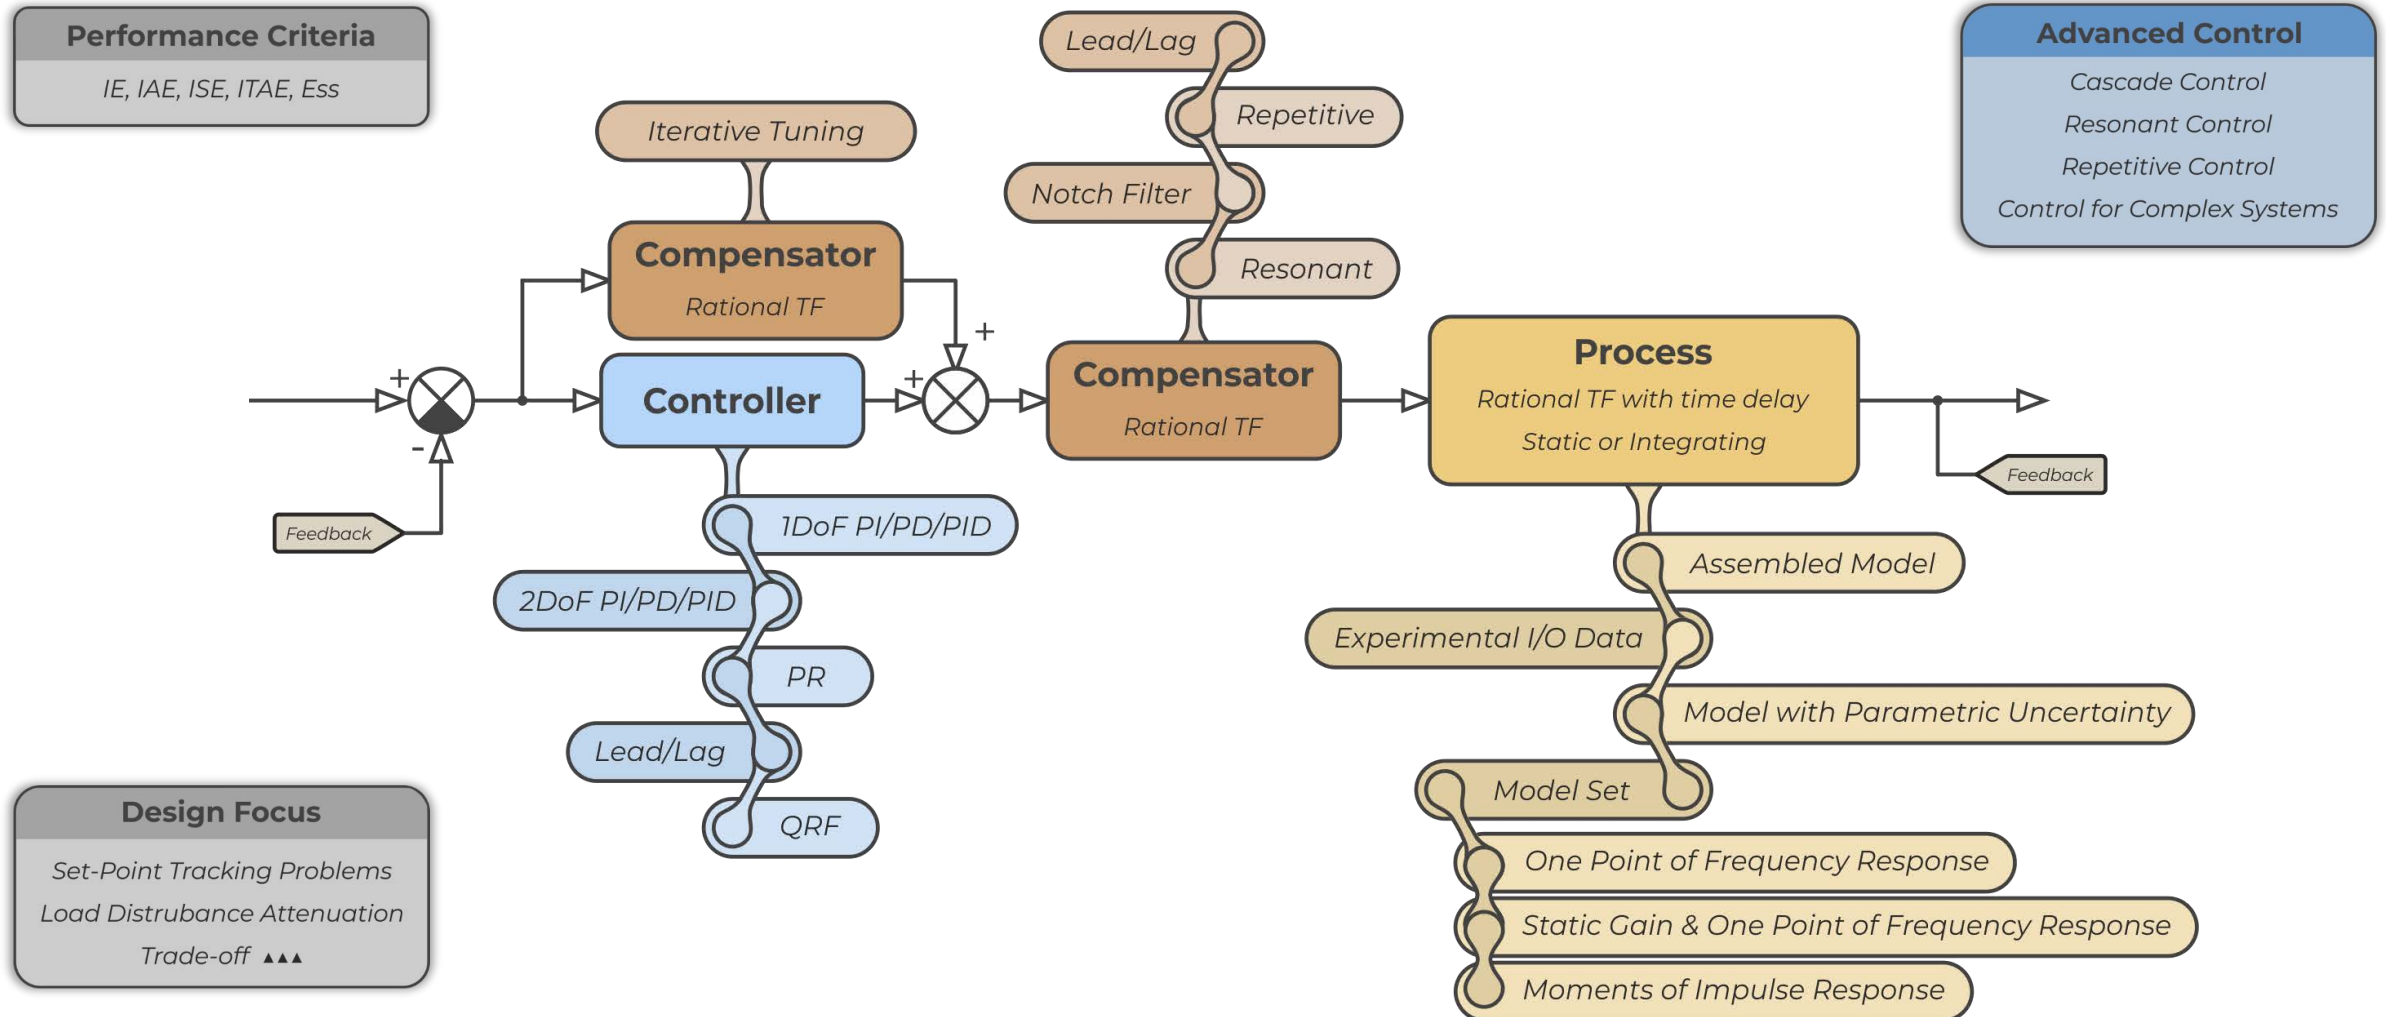 Performance Criteria
IE, IAE, ISE, ITAE, Ess
Lead/Lag
Repetitive
Notch Filter
Resonant
Advanced Control
Cascade Control
Resonant Control
Repetitive Control
Control for Complex Systems
Iterative Tuning
Compensator
Rational TF
+
+
Controller
+
-
Feedback
Compensator
Rational TF
Process
Rational TF with time delay
Static or Integrating
Feedback
1DoF PI/PD/PID
2DoF PI/PD/PID
PR
Lead/Lag
QRF
Assembled Model
Experimental I/O Data
Model with Parametric Uncertainty
Model Set
One Point of Frequency Response
Static Gain & One Point of Frequency Response
Moments of Impulse Response
Design Focus
Set-Point Tracking Problems
Load Distrubance Attenuation
Trade-off ▲▲▲